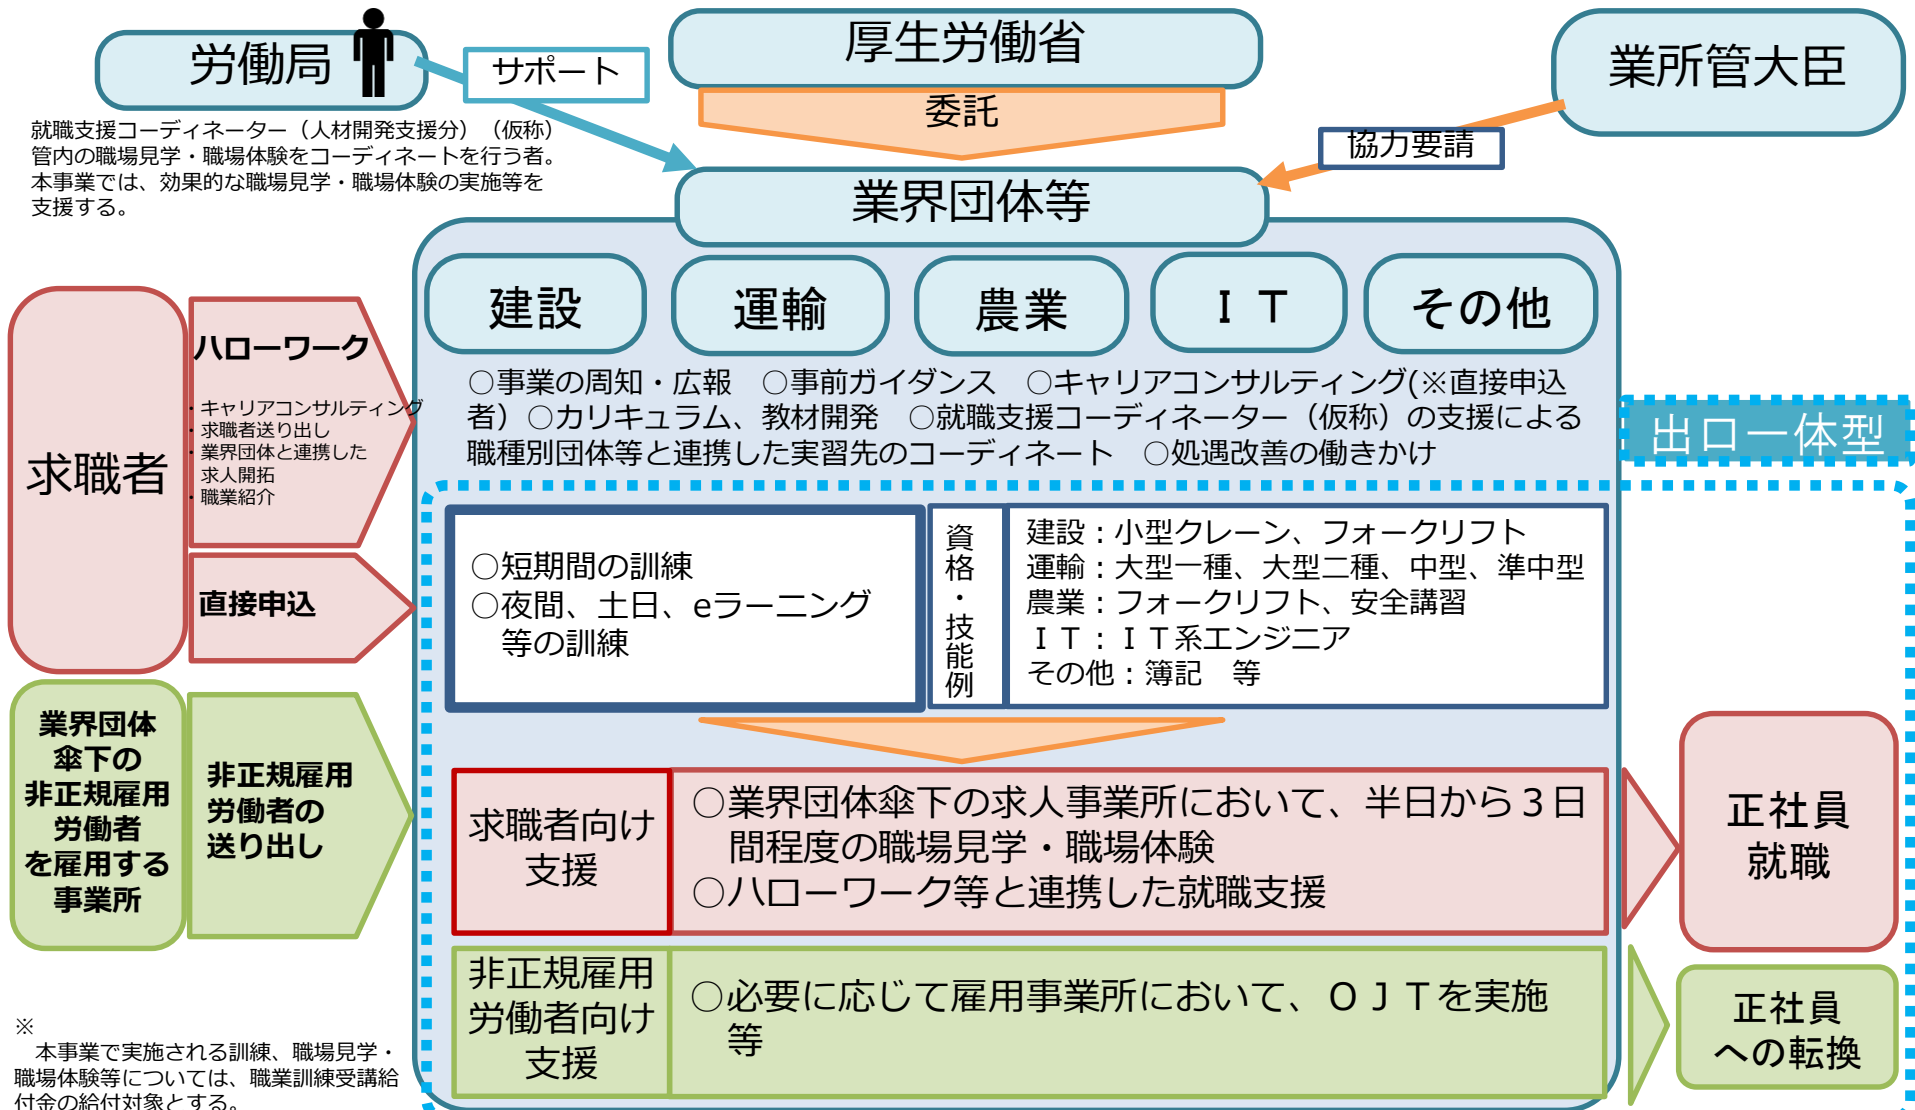 労働局
サポート
厚生労働省
業所管大臣
委託
協力要請
就職支援コーディネーター（人材開発支援分）（仮称）
管内の職場見学・職場体験をコーディネートを行う者。
本事業では、効果的な職場見学・職場体験の実施等を
支援する。
業界団体等
建設
運輸
農業
ＩＴ
その他
○事業の周知・広報　○事前ガイダンス　○キャリアコンサルティング(※直接申込
者）○カリキュラム、教材開発　○就職支援コーディネーター（仮称）の支援による
職種別団体等と連携した実習先のコーディネート　○処遇改善の働きかけ
出口一体型
求職者
ハローワーク
・キャリアコンサルティング
・求職者送り出し
・業界団体と連携した
求人開拓
・職業紹介
直接申込
○短期間の訓練
○夜間、土日、eラーニング
等の訓練
資格・技能例
建設：小型クレーン、フォークリフト
運輸：大型一種、大型二種、中型、準中型
農業：フォークリフト、安全講習
ＩＴ：ＩＴ系エンジニア
その他：簿記　等
業界団体
傘下の
非正規雇用
労働者
を雇用する
事業所
非正規雇用
労働者の
送り出し
求職者向け
支援
○業界団体傘下の求人事業所において、半日から３日
間程度の職場見学・職場体験
○ハローワーク等と連携した就職支援
正社員
就職
非正規雇用
労働者向け
支援
○必要に応じて雇用事業所において、ＯＪＴを実施
等
正社員
への転換
※
本事業で実施される訓練、職場見学・
職場体験等については、職業訓練受講給
付金の給付対象とする。